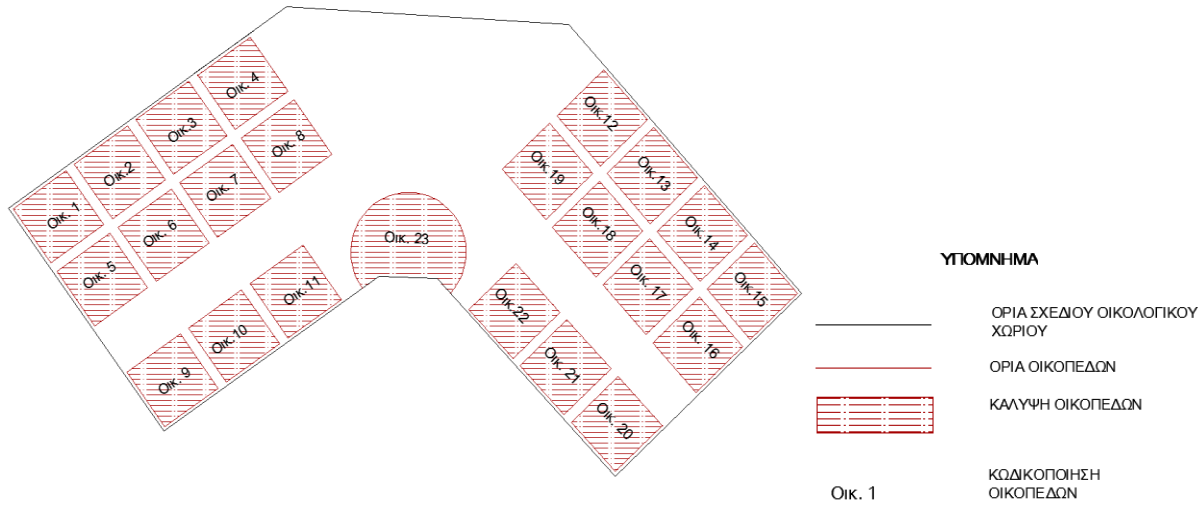 Οικ. 1
Οικ.2
Οικ.3
Οικ. 4
Οικ. 5
Οικ. 6
Οικ. 7
Οικ. 8
Οικ. 9
Οικ.10
Οικ.11
Οικ.12
Οικ.13
Οικ.14
Οικ.15
Οικ. 16
Οικ. 17
Οικ.18
Οικ.19
Οικ. 20
Οικ. 21
Οικ.22
Οικ. 23
ΥΠΟΜΝΗΜΑ
ΟΡΙΑ ΣΧΕΔΙΟΥ ΟΙΚΟΛΟΓΙΚΟΥ
ΧΩΡΙΟΥ
ΟΡΙΑ ΟΙΚΟΠΕΔΩΝ
ΚΑΛΥΨΗ ΟΙΚΟΠΕΔΩΝ
Οικ. 1
ΚΩΔΙΚΟΠΟΙΗΣΗ
ΟΙΚΟΠΕΔΩΝ